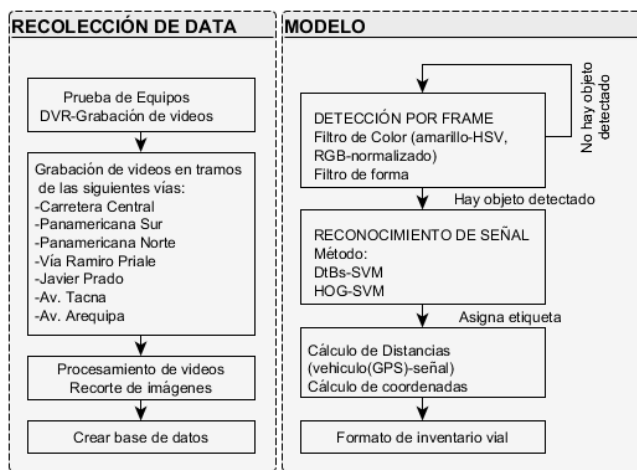 RECOLECCIÓN DE DATA
Prueba de Equipos
DVR-Grabación de videos
Grabación de videos en tramos
de las siguientes vías:
-Carretera Central
-Panamericana Sur
-Panamericana Norte
-Vía Ramiro Priale
-Javier Prado
-Av. Tacna
-Av. Arequipa
Procesamiento de videos
Recorte de imágenes
Crear base de datos
MODELO
DETECCIÓN POR FRAME
Filtro de Color (amarillo-HSV,
RGB-normalizado)
Filtro de forma
No hay objeto
detectado
Hay objeto detectado
RECONOCIMIENTO DE SEÑAL
Método:
DtBs-SVM
HOG-SVM
Asigna etiqueta
Cálculo de Distancias
(vehiculo(GPS)-señal)
Cálculo de coordenadas
Formato de inventario vial